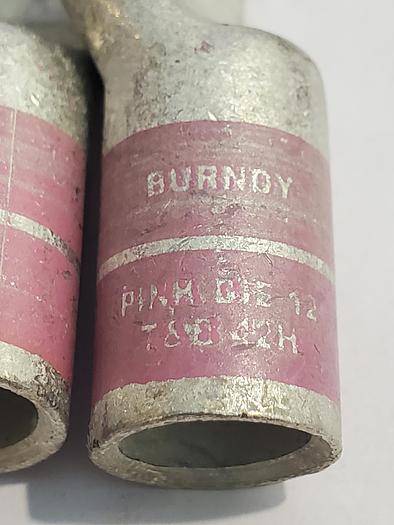 BURNDY
PINK DIE-12
T&B 42H